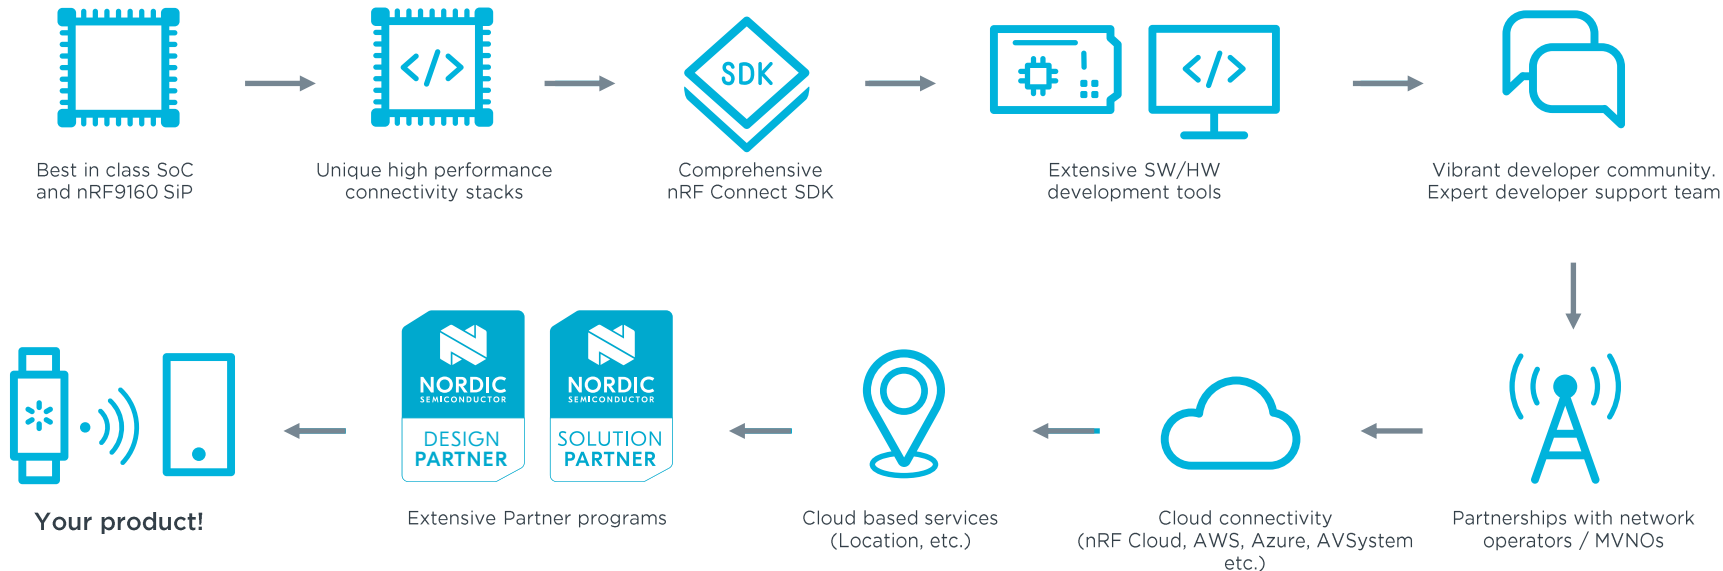 </>
SDK
</>
Best in class SoC
and nRF9160 SiP
Unique high performance
connectivity stacks
Comprehensive
nRF Connect SDK
Extensive SW/HW
development tools
Vibrant developer community.
Expert developer support team
NORDIC
SEMICONDUCTOR
DESIGN
PARTNER
NORDIC
SEMICONDUCTOR
SOLUTION
PARTNER
Your product!
Extensive Partner programs
Cloud based services
(Location, etc.)
Cloud connectivity
(nRF Cloud, AWS, Azure, AVSystem
etc.)
Partnerships with network
operators / MVNOs